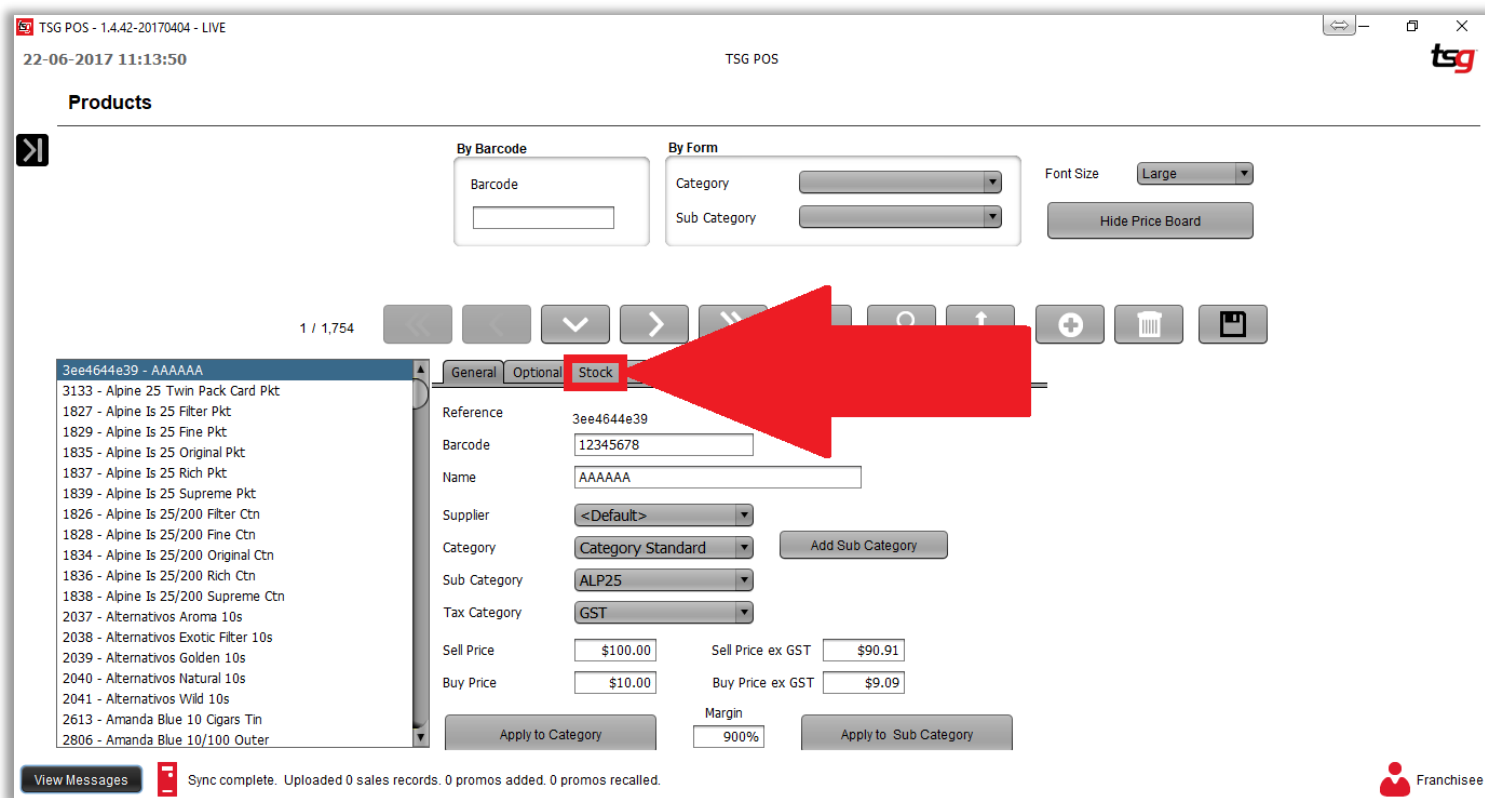 TSG POS - 1.4.42-20170404 - LIVE
22-06-2017 11:13:50
TSG POS
tsg
Products
By Barcode
By Form
Barcode
Category
Sub Category
Font Size
Large
Hide Price Board
1 / 1,754
3ee4644e39 - AAAAAA
3133 - Alpine 25 Twin Pack Card Pkt
1827 - Alpine Is 25 Filter Pkt
1829 - Alpine Is 25 Fine Pkt
1835 - Alpine Is 25 Original Pkt
1837 - Alpine Is 25 Rich Pkt
1839 - Alpine Is 25 Supreme Pkt
1826 - Alpine Is 25/200 Filter Ctn
1828 - Alpine Is 25/200 Fine Ctn
1834 - Alpine Is 25/200 Original Ctn
1836 - Alpine Is 25/200 Rich Ctn
1838 - Alpine Is 25/200 Supreme Ctn
2037 - Alternativos Aroma 10s
2038 - Alternativos Exotic Filter 10s
2039 - Alternativos Golden 10s
2040 - Alternativos Natural 10s
2041 - Alternativos Wild 10s
2613 - Amanda Blue 10 Cigars Tin
2806 - Amanda Blue 10/100 Outer
General Optional Stock
Reference 3ee4644e39
Barcode 12345678
Name AAAAAA
Supplier <Default>
Category Category Standard Add Sub Category
Sub Category ALP25
Tax Category GST
Sell Price $100.00 Sell Price ex GST $90.91
Buy Price $10.00 Buy Price ex GST $9.09
Margin
Apply to Category 900% Apply to Sub Category
View Messages Sync complete. Uploaded 0 sales records. 0 promos added. 0 promos recalled. Franchisee